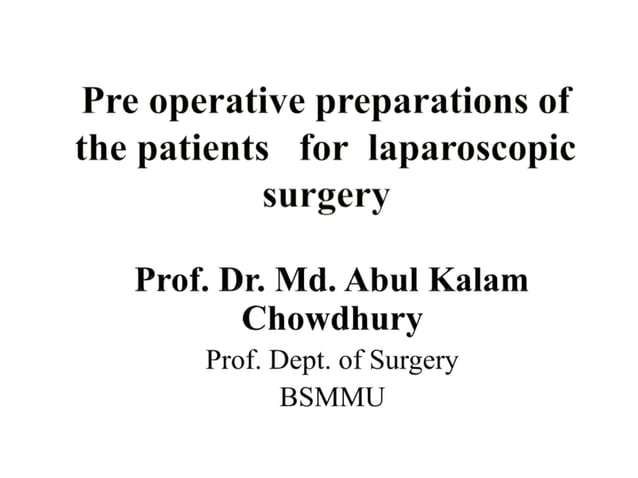 Pre operative preparations of
the patients for laparoscopic
surgery
Prof. Dr. Md. Abul Kalam
Chowdhury
Prof. Dept. of Surgery
BSMMU